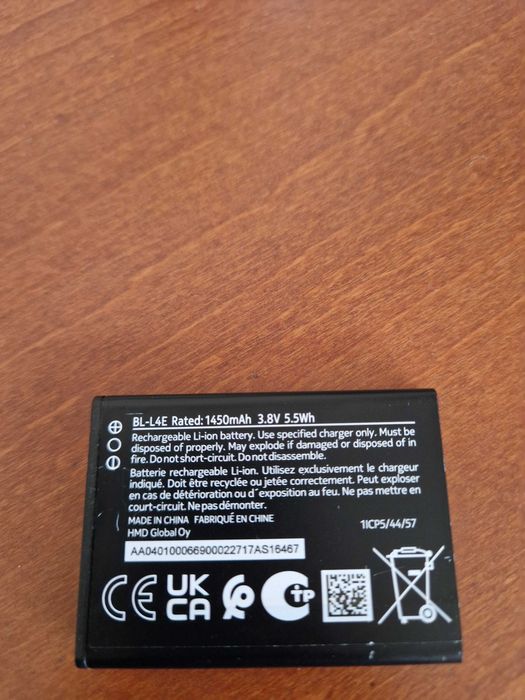 BL-L4E Rated: 1450mAh 3.8V 5.5Wh
Rechargeable Li-ion battery. Use specified charger only. Must be
disposed of properly. May explode if damaged or disposed of in
fire. Do not short-circuit. Do not disassemble.
Batterie rechargeable Li-ion. Utilisez exclusivement le chargeur
indiqué. Doit être recyclée ou jetée correctement. Peut exploser
en cas de détérioration ou d´exposition au feu. Ne pas mettre en
court-circuit. Ne pas démonter.
MADE IN CHINA FABRIQUÉ EN CHINE 1ICP5/44/57
HMD Global Oy
AA040100066900022717AS16467
CE UK CA TP